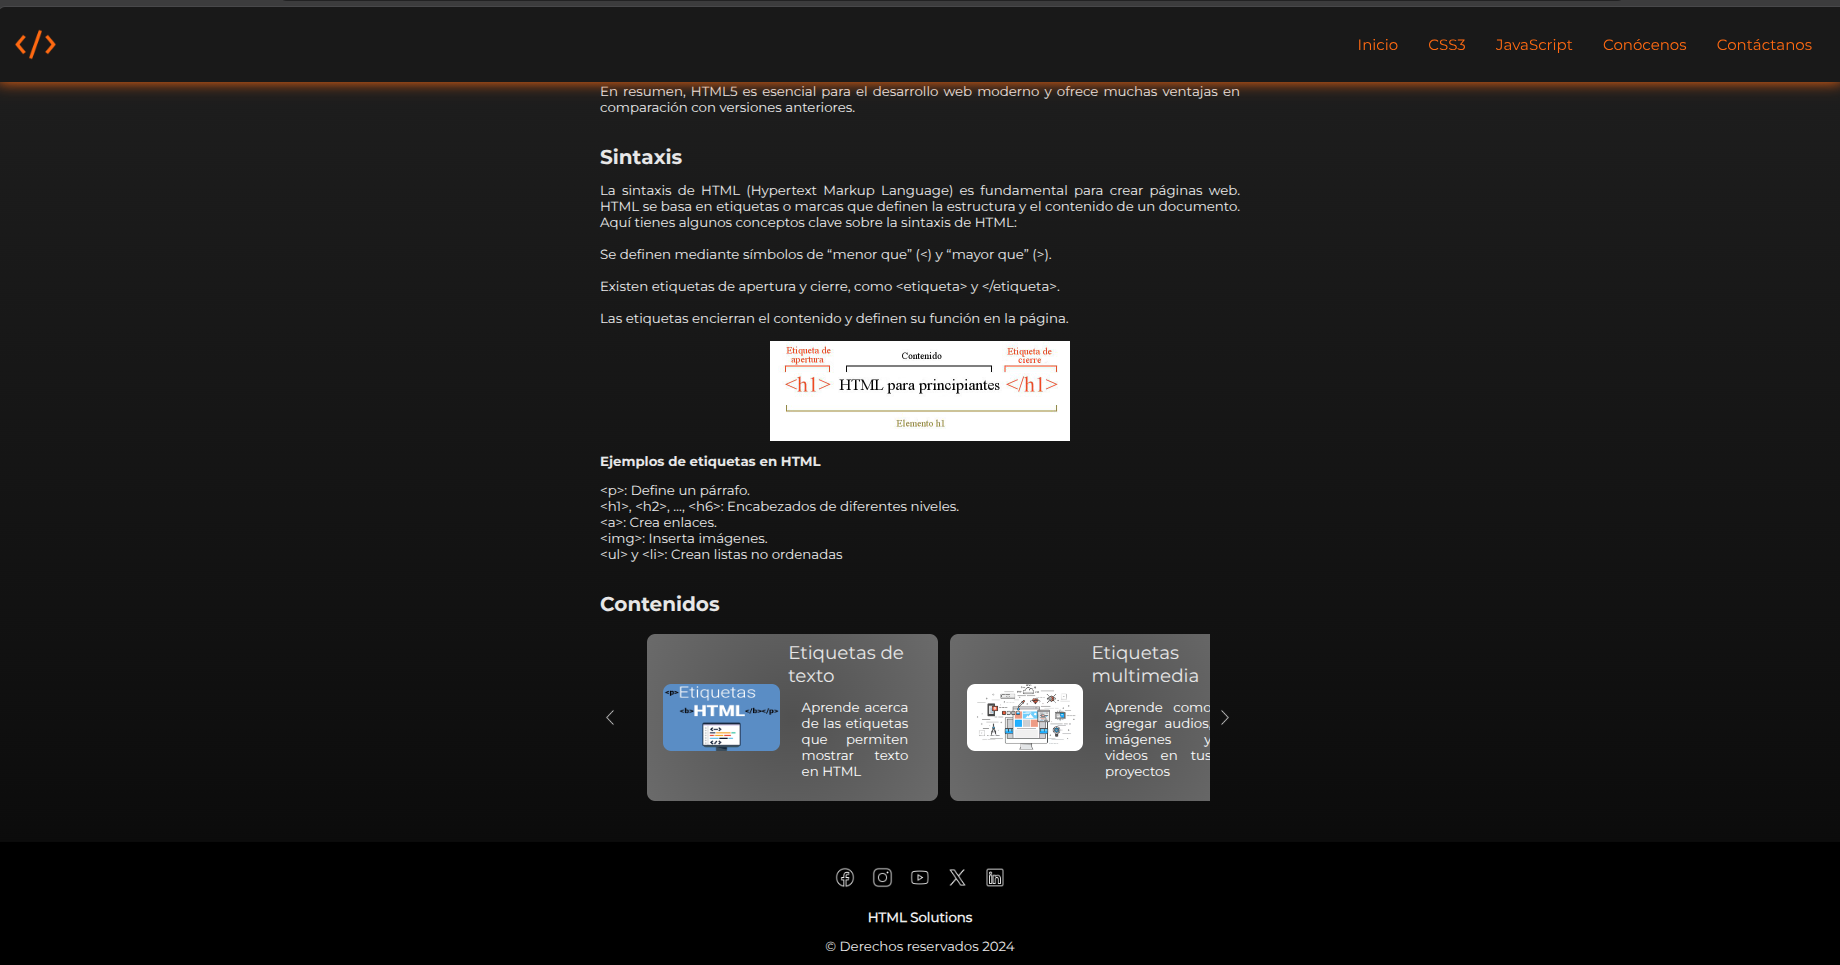 </>
Inicio CSS3 JavaScript Conócenos Contáctanos
En resumen, HTML5 es esencial para el desarrollo web moderno y ofrece muchas ventajas en
comparación con versiones anteriores.
Sintaxis
La sintaxis de HTML (Hypertext Markup Language) es fundamental para crear páginas web.
HTML se basa en etiquetas o marcas que definen la estructura y el contenido de un documento.
Aquí tienes algunos conceptos clave sobre la sintaxis de HTML:
Se definen mediante símbolos de “menor que” (<) y “mayor que” (>).
Existen etiquetas de apertura y cierre, como <etiqueta> y </etiqueta>.
Las etiquetas encierran el contenido y definen su función en la página.
Etiqueta de
apertura
Contenido
Etiqueta de
cierre
<h1> HTML para principiantes </h1>
Elemento h1
Ejemplos de etiquetas en HTML
<p>: Define un párrafo.
<h1>, <h2>, ..., <h6>: Encabezados de diferentes niveles.
<a>: Crea enlaces.
<img>: Inserta imágenes.
<ul> y <li>: Crean listas no ordenadas
Contenidos
<p>Etiquetas
<b>HTML</b></p>
Etiquetas de
texto
Aprende acerca
de las etiquetas
que permiten
mostrar texto
en HTML
Etiquetas
multimedia
Aprende como
agregar audios,
imágenes y
videos en tus
proyectos
HTML Solutions
© Derechos reservados 2024